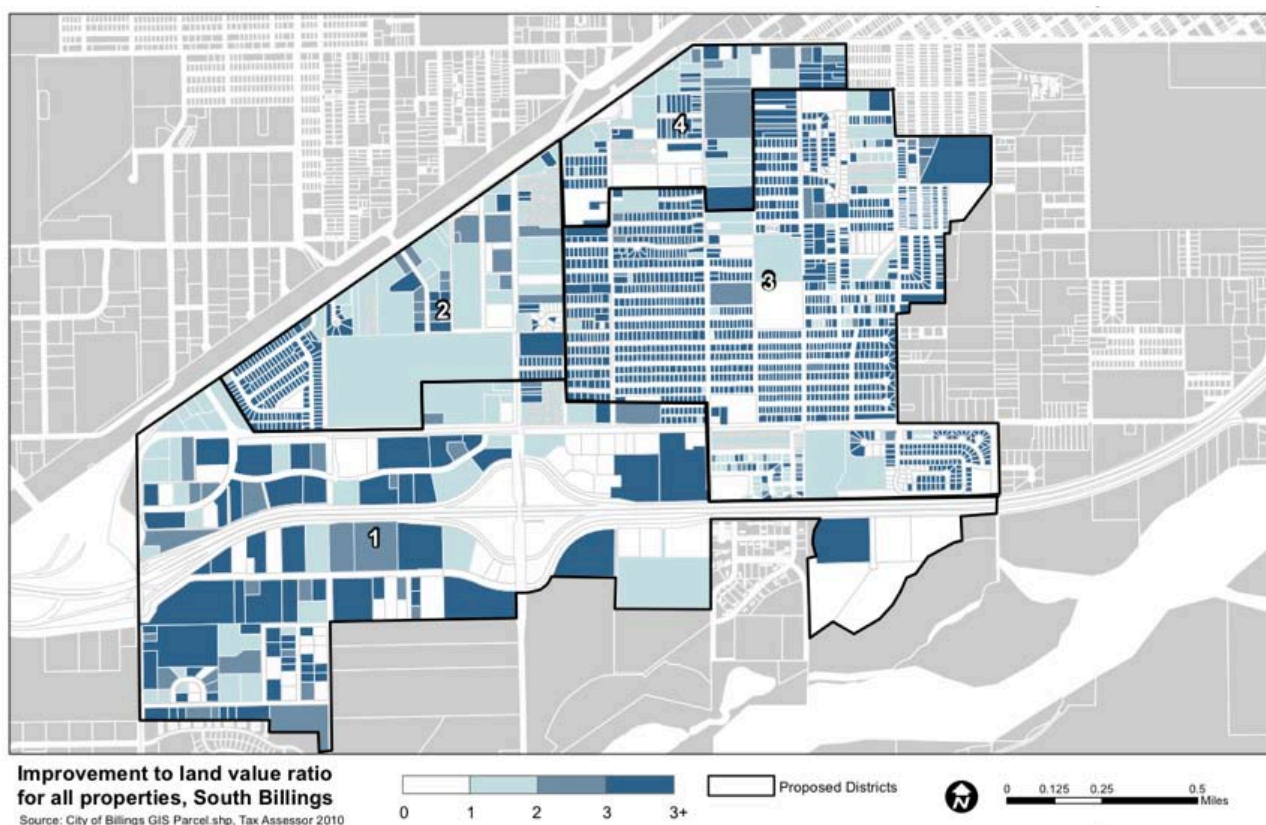 4
3
2
1
Improvement to land value ratio
for all properties, South Billings
Source: City of Billings GIS Parcel.shp, Tax Assessor 2010
0 1 2 3 3+
Proposed Districts
N
0 0.125 0.25 0.5
Miles